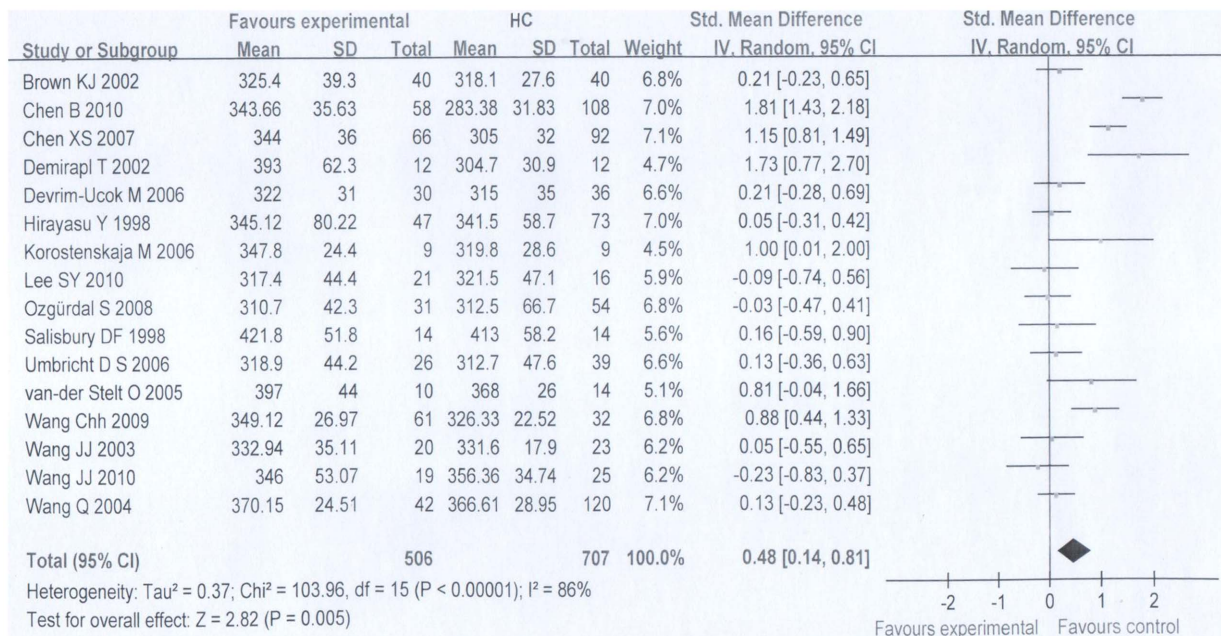 Favours experimental HC Std. Mean Difference Std. Mean Difference
Study or Subgroup Mean SD Total Mean SD Total Weight IV. Random. 95% CI IV. Random. 95% CI
Brown KJ 2002 325.4 39.3 40 318.1 27.6 40 6.8% 0.21 [-0.23, 0.65]
Chen B 2010 343.66 35.63 58 283.38 31.83 108 7.0% 1.81 [1.43, 2.18]
Chen XS 2007 344 36 66 305 32 92 7.1% 1.15 [0.81, 1.49]
Demirapl T 2002 393 62.3 12 304.7 30.9 12 4.7% 1.73 [0.77, 2.70]
Devrim-Ucok M 2006 322 31 30 315 35 36 6.6% 0.21 [-0.28, 0.69]
Hirayasu Y 1998 345.12 80.22 47 341.5 58.7 73 7.0% 0.05 [-0.31, 0.42]
Korostenskaja M 2006 347.8 24.4 9 319.8 28.6 9 4.5% 1.00 [0.01, 2.00]
Lee SY 2010 317.4 44.4 21 321.5 47.1 16 5.9% -0.09 [-0.74, 0.56]
Ozgürdal S 2008 310.7 42.3 31 312.5 66.7 54 6.8% -0.03 [-0.47, 0.41]
Salisbury DF 1998 421.8 51.8 14 413 58.2 14 5.6% 0.16 [-0.59, 0.90]
Umbricht D S 2006 318.9 44.2 26 312.7 47.6 39 6.6% 0.13 [-0.36, 0.63]
van-der Stelt O 2005 397 44 10 368 26 14 5.1% 0.81 [-0.04, 1.66]
Wang Chh 2009 349.12 26.97 61 326.33 22.52 32 6.8% 0.88 [0.44, 1.33]
Wang JJ 2003 332.94 35.11 20 331.6 17.9 23 6.2% 0.05 [-0.55, 0.65]
Wang JJ 2010 346 53.07 19 356.36 34.74 25 6.2% -0.23 [-0.83, 0.37]
Wang Q 2004 370.15 24.51 42 366.61 28.95 120 7.1% 0.13 [-0.23, 0.48]
Total (95% CI) 506 707 100.0% 0.48 [0.14, 0.81]
Heterogeneity: Tau² = 0.37; Chi² = 103.96, df = 15 (P < 0.00001); I² = 86%
Test for overall effect: Z = 2.82 (P = 0.005)
-2 -1 0 1 2
Favours experimental Favours control